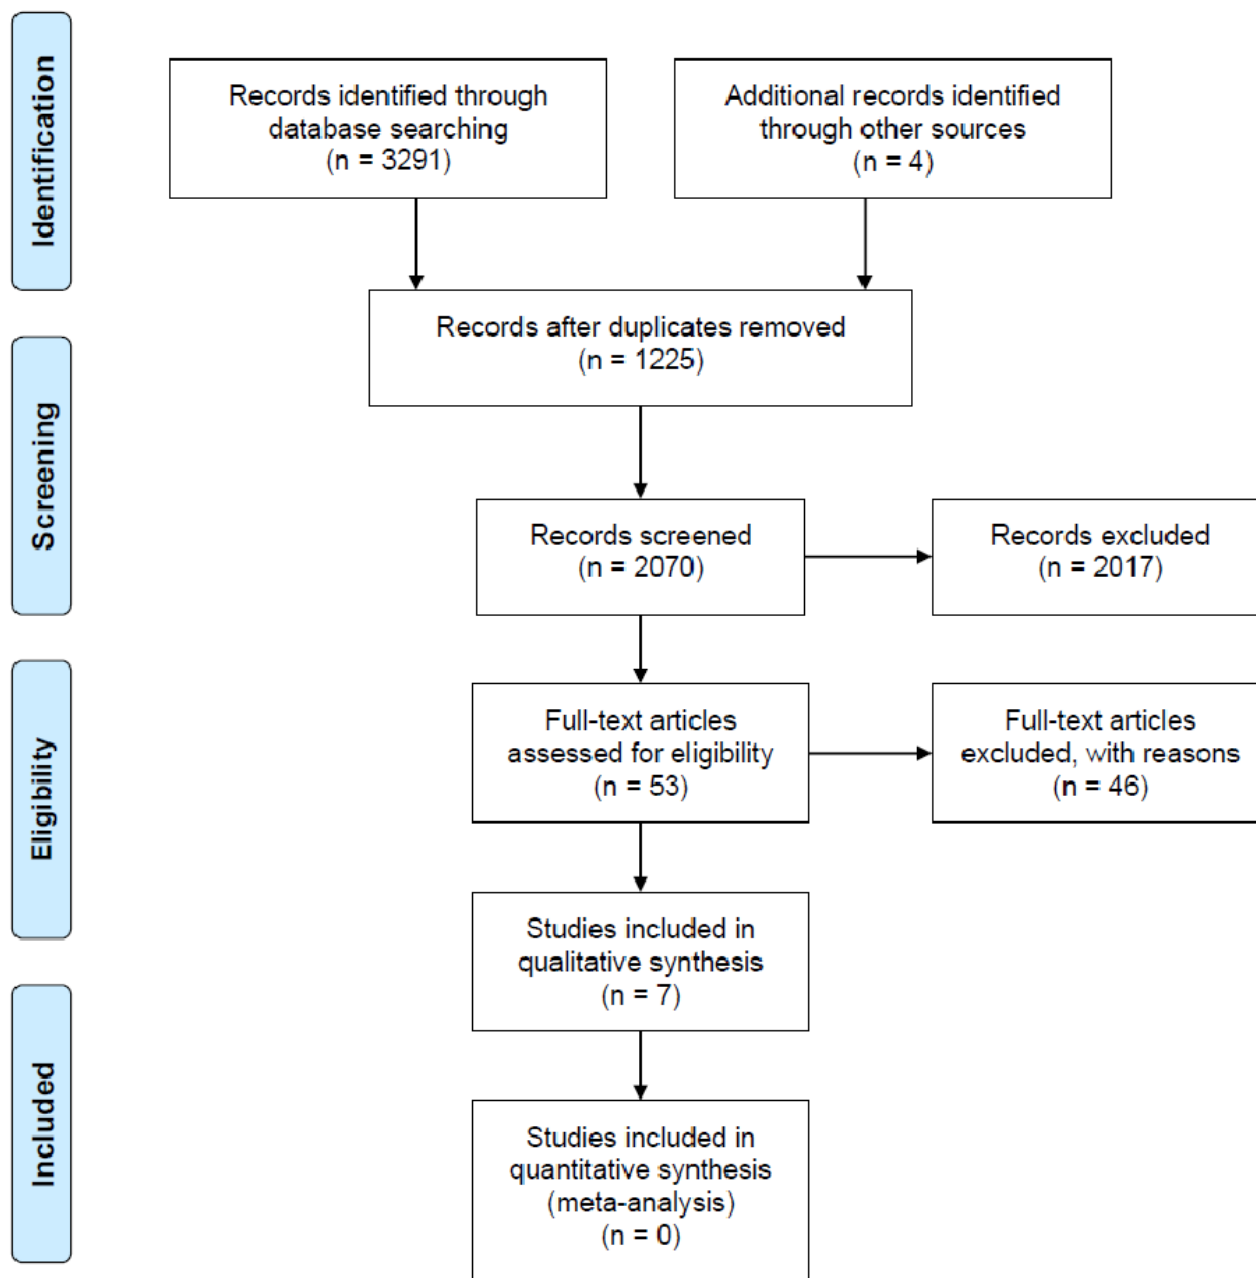 Identification
Records identified through
database searching
(n = 3291)
Additional records identified
through other sources
(n = 4)
Records after duplicates removed
(n = 1225)
Screening
Records screened
(n = 2070)
Records excluded
(n = 2017)
Eligibility
Full-text articles
assessed for eligibility
(n = 53)
Full-text articles
excluded, with reasons
(n = 46)
Studies included in
qualitative synthesis
(n = 7)
Included
Studies included in
quantitative synthesis
(meta-analysis)
(n = 0)